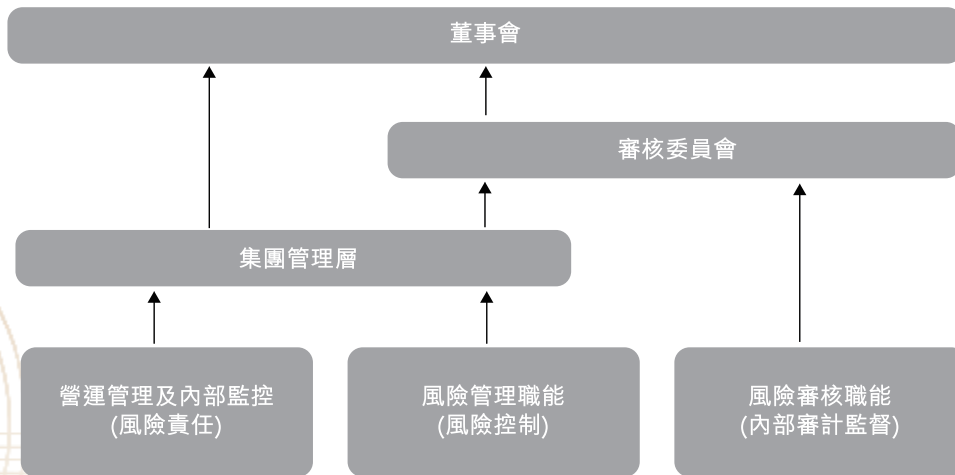 董事會
審核委員會
集團管理層
營運管理及內部監控
(風險責任)
風險管理職能
(風險控制)
風險審核職能
(內部審計監督)